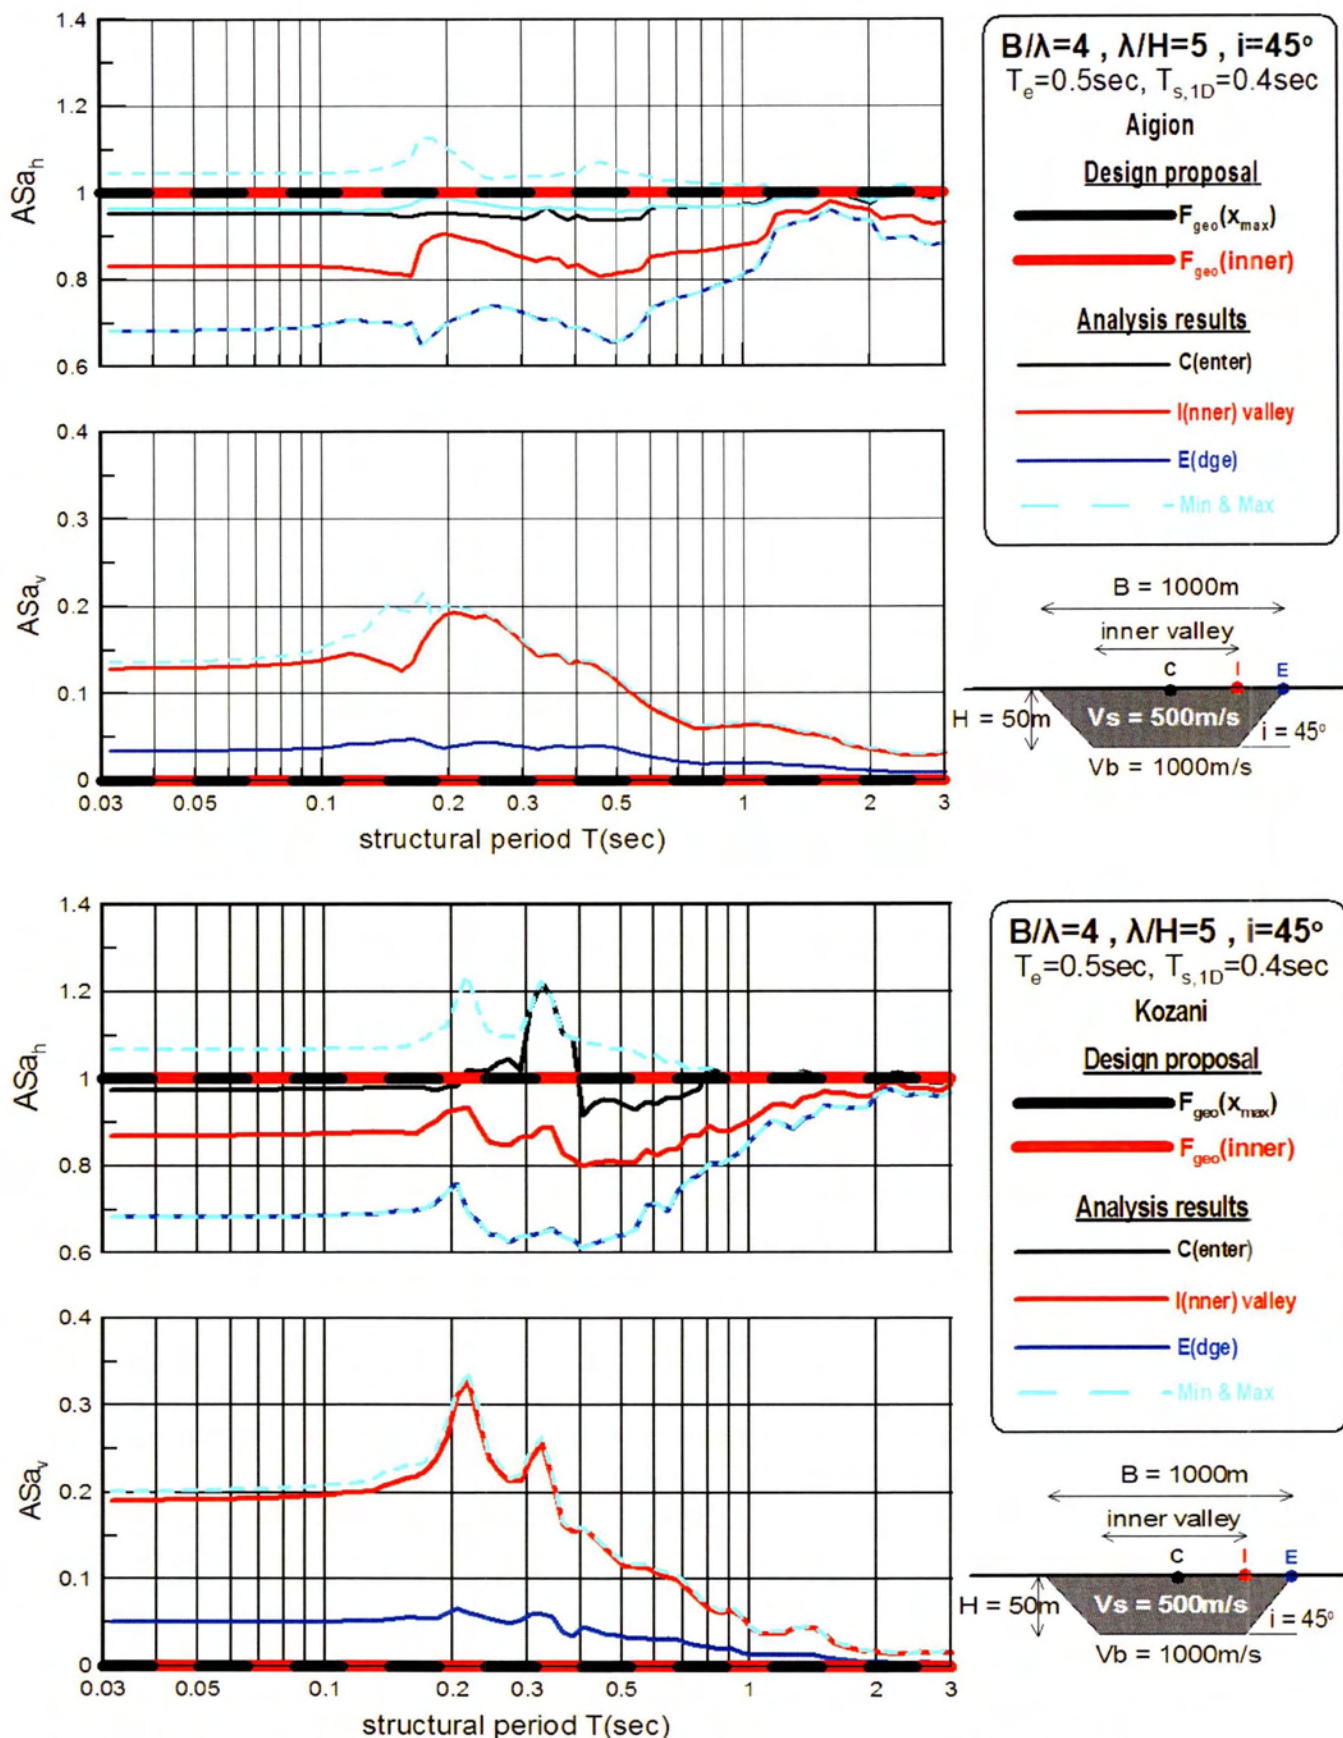 1.4
1.2
1
0.8
0.6
ASa_h
0.4
0.3
0.2
0.1
0
ASa_v
0.03 0.05 0.1 0.2 0.3 0.5 1 2 3
structural period T(sec)
B/λ=4 , λ/H=5 , i=45°
T_e=0.5sec, T_s,1D=0.4sec
Aigion
Design proposal
F_geo(x_max)
F_geo(inner)
Analysis results
C(enter)
I(nner) valley
E(dge)
Min & Max
B = 1000m
inner valley
C I E
H = 50m Vs = 500m/s i = 45°
Vb = 1000m/s
1.4
1.2
1
0.8
0.6
ASa_h
0.4
0.3
0.2
0.1
0
ASa_v
0.03 0.05 0.1 0.2 0.3 0.5 1 2 3
structural period T(sec)
B/λ=4 , λ/H=5 , i=45°
T_e=0.5sec, T_s,1D=0.4sec
Kozani
Design proposal
F_geo(x_max)
F_geo(inner)
Analysis results
C(enter)
I(nner) valley
E(dge)
Min & Max
B = 1000m
inner valley
C I E
H = 50m Vs = 500m/s i = 45°
Vb = 1000m/s